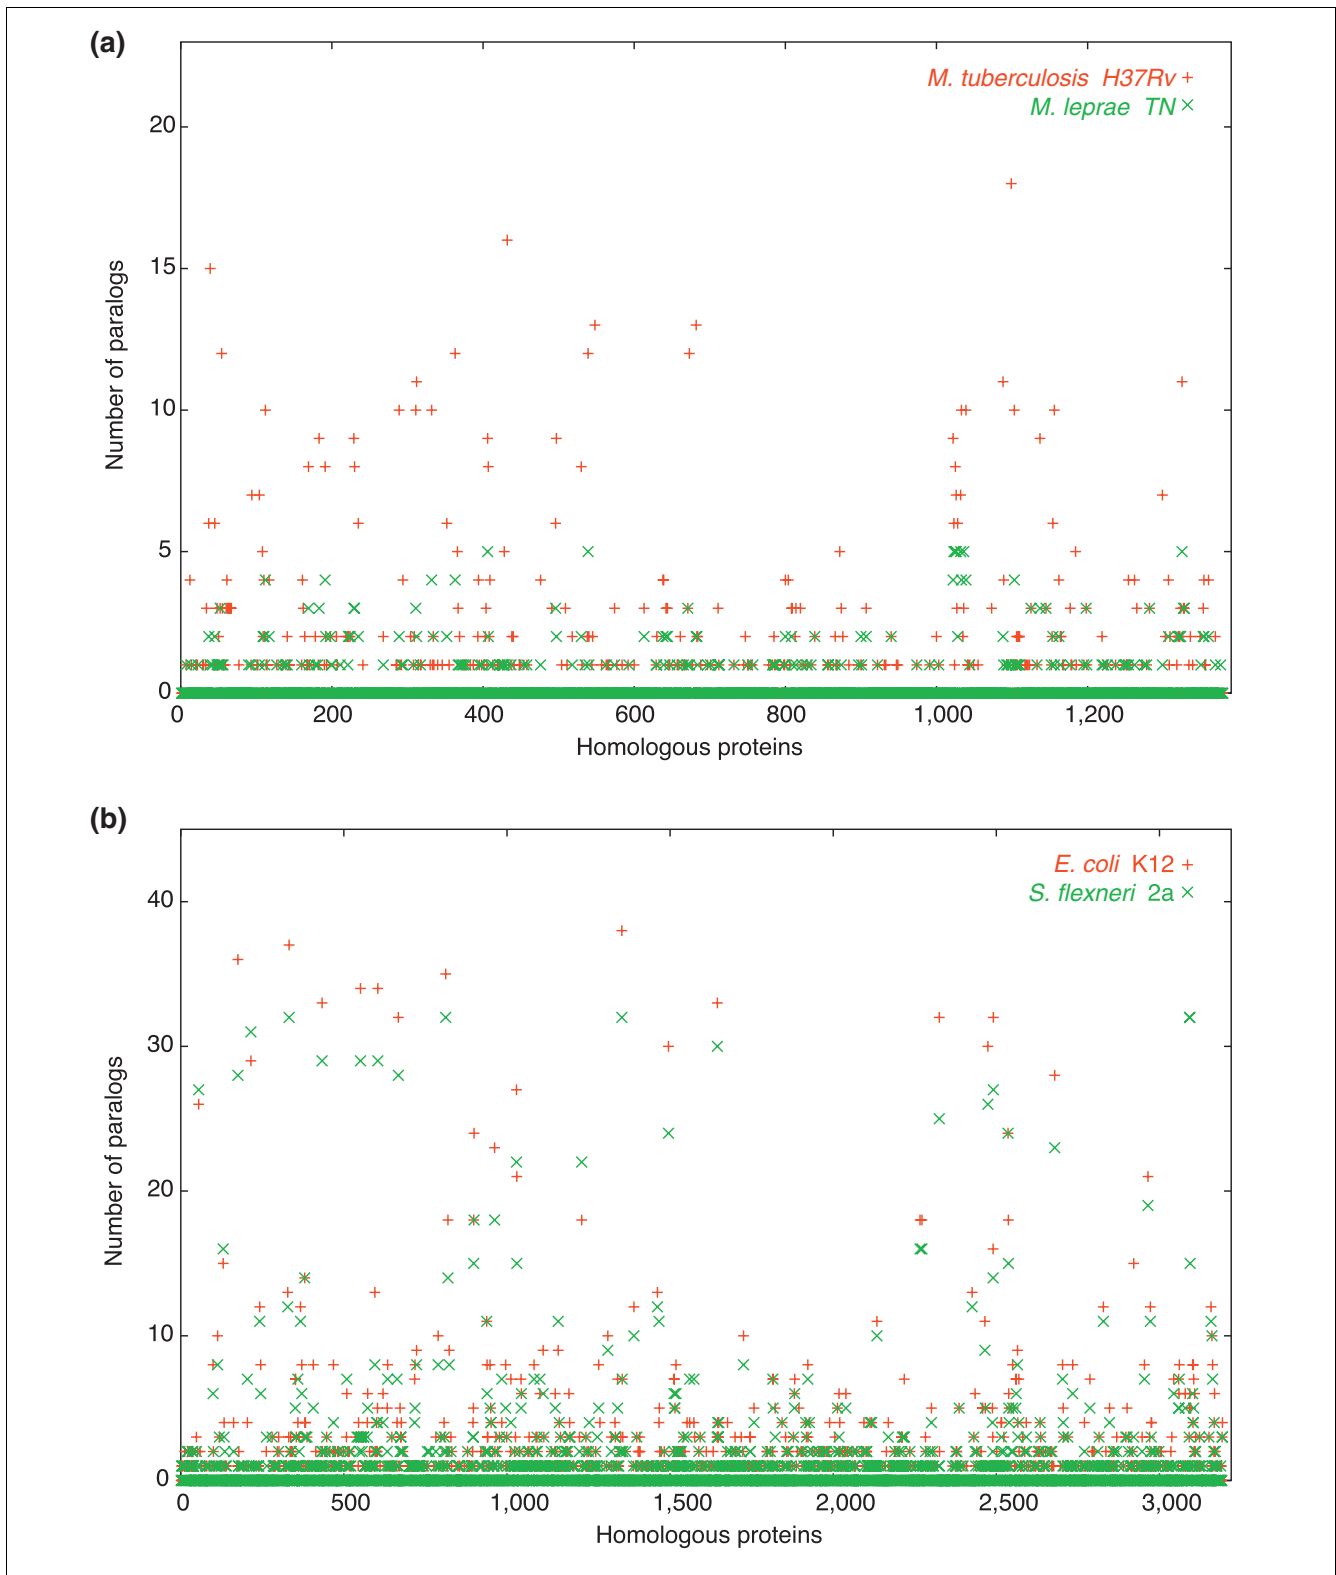 (a)
M. tuberculosis H37Rv +
M. leprae TN ×
20
15
10
5
0
Number of paralogs
0 200 400 600 800 1,000 1,200
Homologous proteins
(b)
E. coli K12 +
S. flexneri 2a ×
40
30
20
10
0
Number of paralogs
0 500 1,000 1,500 2,000 2,500 3,000
Homologous proteins